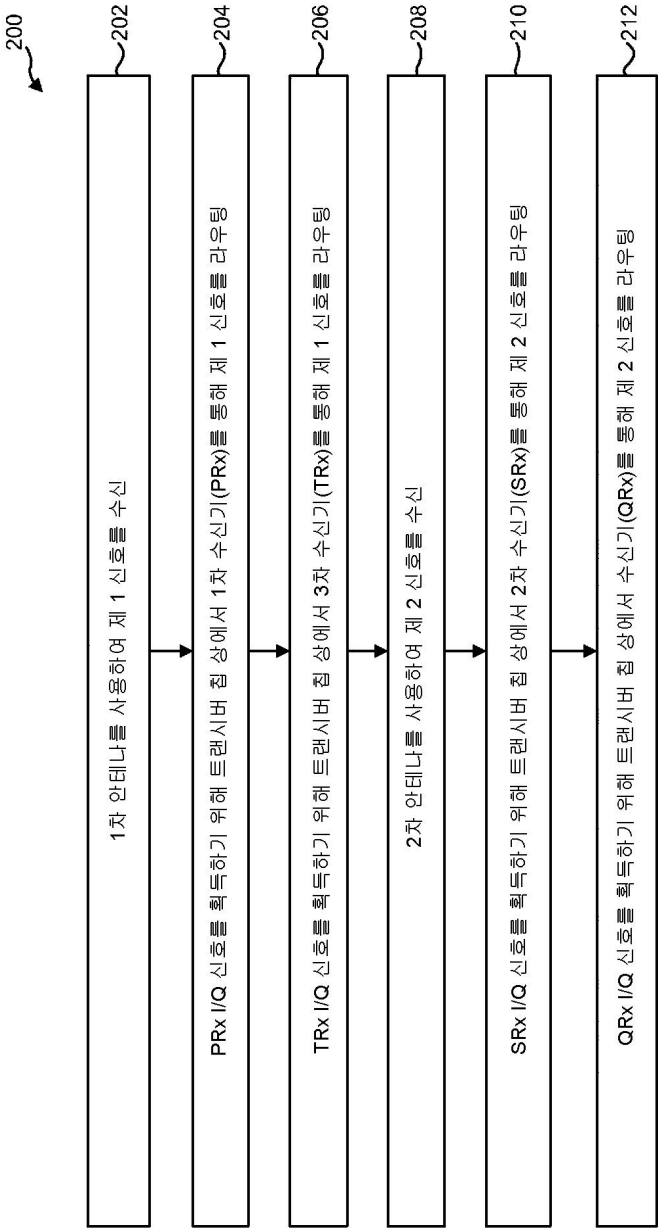 200
202
1차 안테나를 사용하여 제 1 신호를 수신
204
PRx I/Q 신호를 획득하기 위해 트랜시버 칩 상에서 1차 수신기(PRx)를 통해 제 1 신호를 라우팅
206
TRx I/Q 신호를 획득하기 위해 트랜시버 칩 상에서 3차 수신기(TRx)를 통해 제 1 신호를 라우팅
208
2차 안테나를 사용하여 제 2 신호를 수신
210
SRx I/Q 신호를 획득하기 위해 트랜시버 칩 상에서 2차 수신기(SRx)를 통해 제 2 신호를 라우팅
212
QRx I/Q 신호를 획득하기 위해 트랜시버 칩 상에서 수신기(QRx)를 통해 제 2 신호를 라우팅